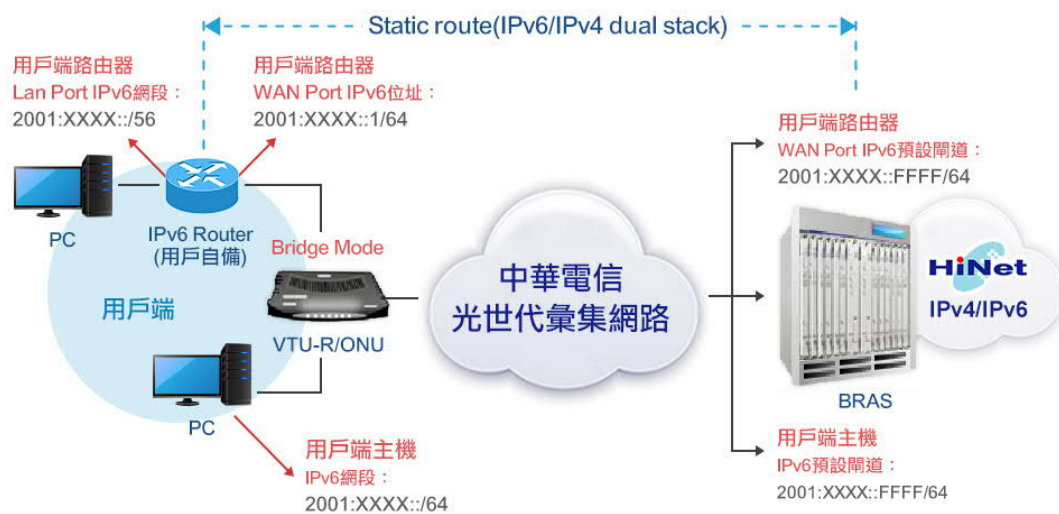 Static route(IPv6/IPv4 dual stack)
用戶端路由器
Lan Port IPv6網段：
2001:XXXX::/56
用戶端路由器
WAN Port IPv6位址：
2001:XXXX::1/64
用戶端路由器
WAN Port IPv6預設閘道：
2001:XXXX::FFFF/64
PC
IPv6 Router
(用戶自備)
Bridge Mode
用戶端
VTU-R/ONU
PC
中華電信
光世代彙集網路
HiNet
IPv4/IPv6
BRAS
用戶端主機
IPv6網段：
2001:XXXX::/64
用戶端主機
IPv6預設閘道：
2001:XXXX::FFFF/64